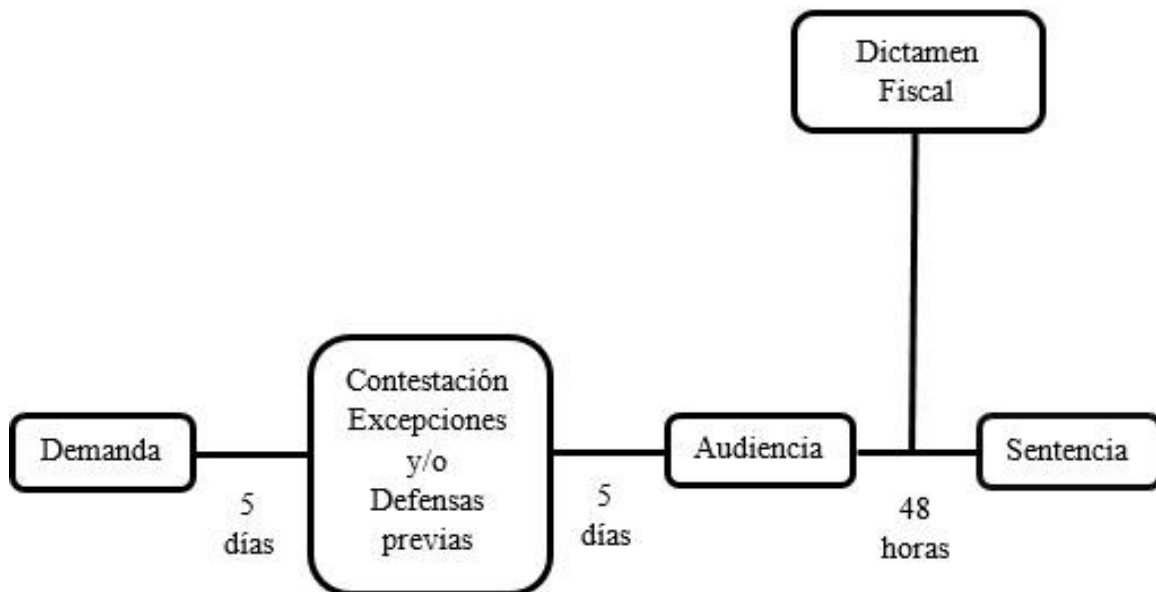 Dictamen
Fiscal
Demanda
5
días
Contestación
Excepciones
y/o
Defensas
previas
5
días
Audiencia
48
horas
Sentencia